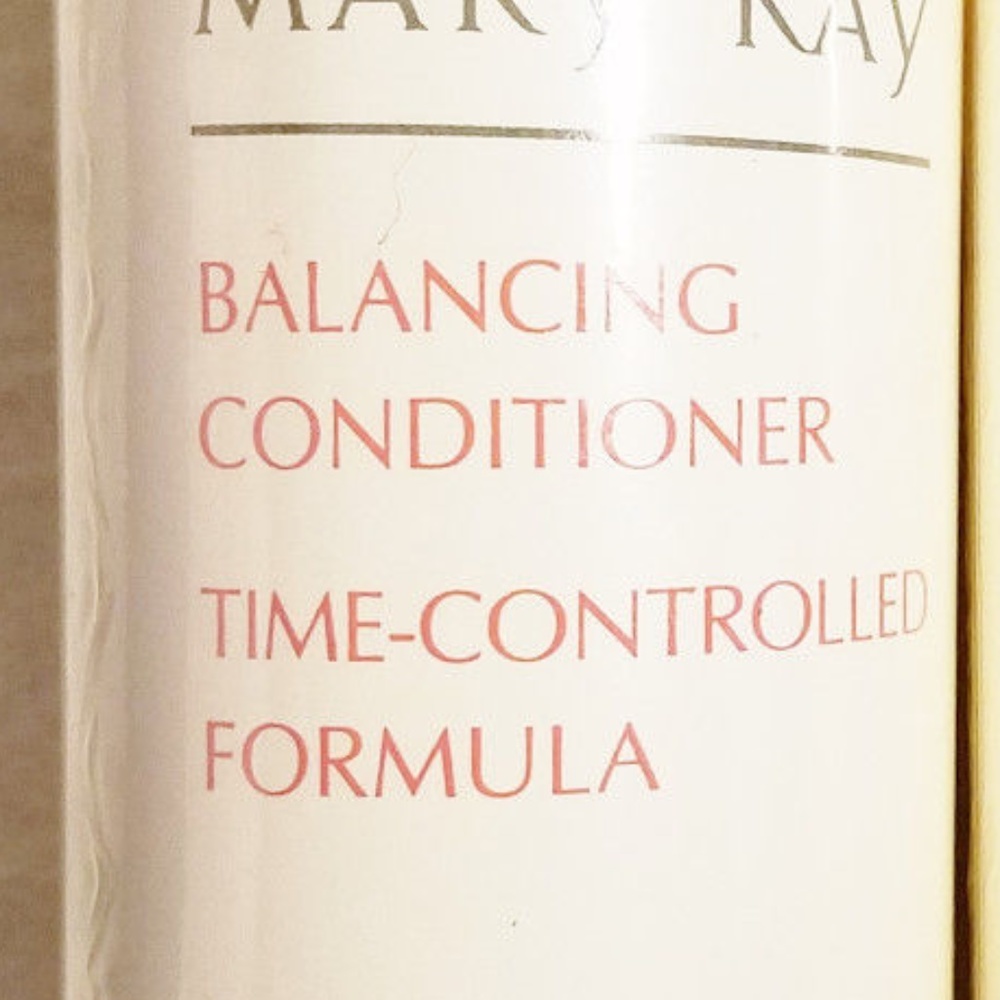 MARY KAY
BALANCING
CONDITIONER
TIME-CONTROLLED
FORMULA